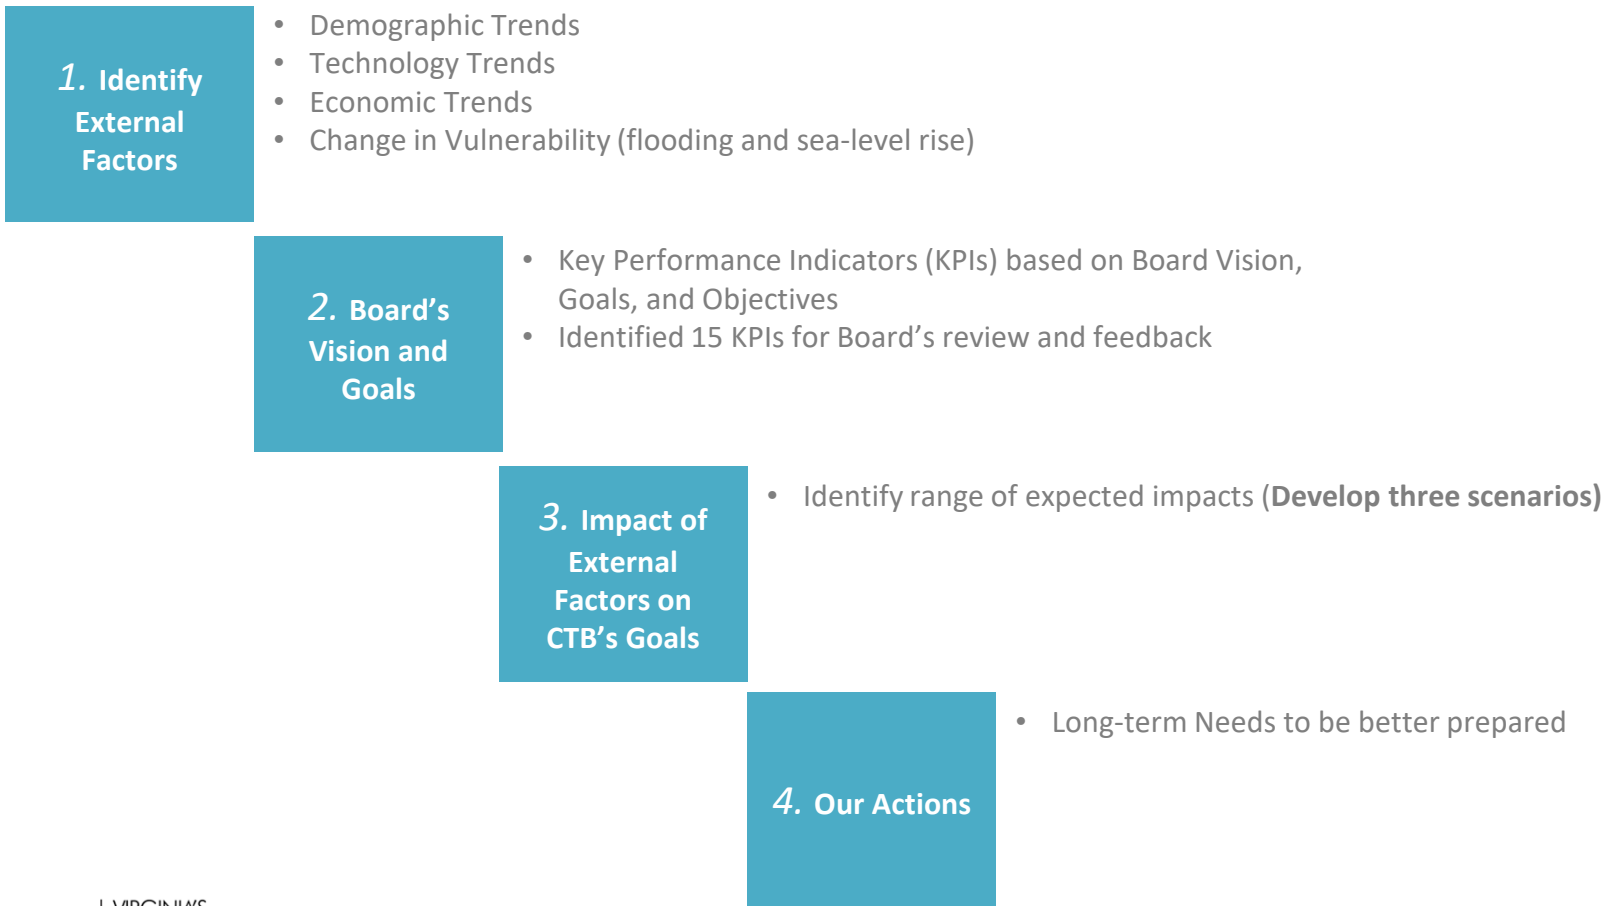 1. Identify
External
Factors
• Demographic Trends
• Technology Trends
• Economic Trends
• Change in Vulnerability (flooding and sea-level rise)
2. Board’s
Vision and
Goals
• Key Performance Indicators (KPIs) based on Board Vision,
Goals, and Objectives
• Identified 15 KPIs for Board’s review and feedback
3. Impact of
External
Factors on
CTB’s Goals
• Identify range of expected impacts (Develop three scenarios)
4. Our Actions
• Long-term Needs to be better prepared